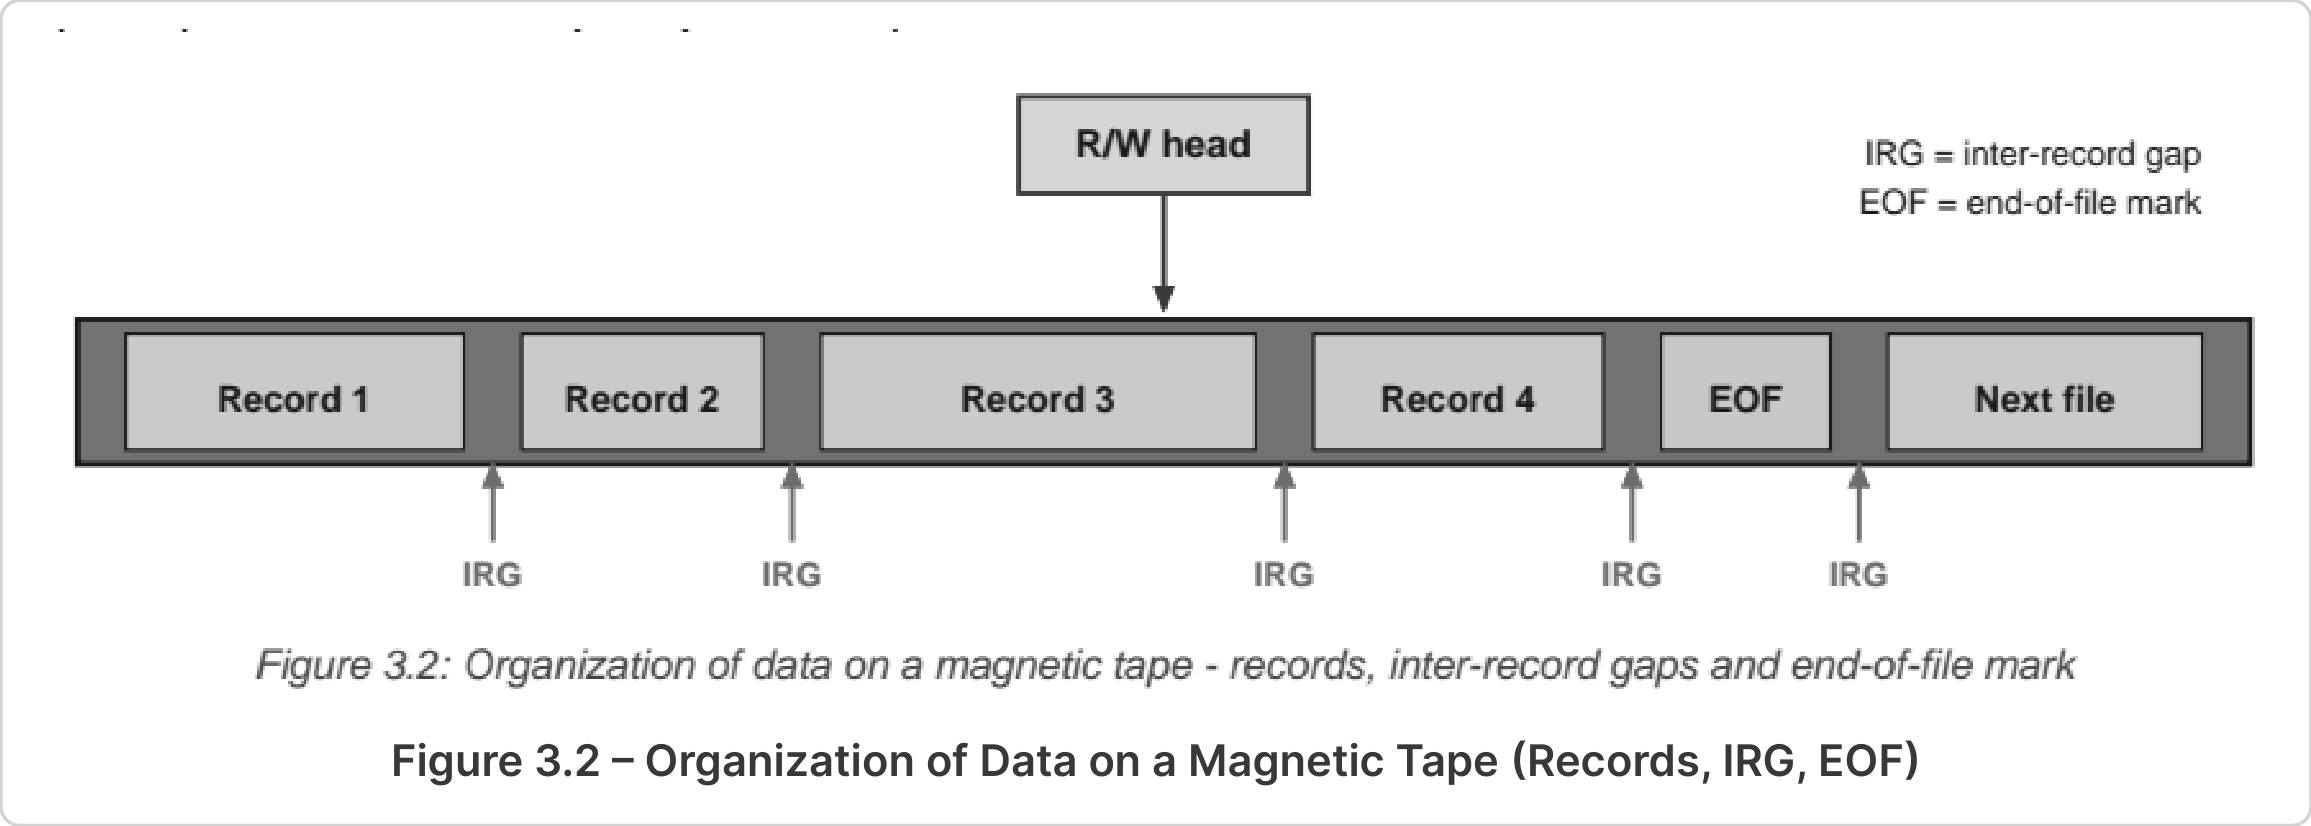 R/W head
IRG = inter-record gap
EOF = end-of-file mark
Record 1
Record 2
Record 3
Record 4
EOF
Next file
IRG
IRG
IRG
IRG
IRG
Figure 3.2: Organization of data on a magnetic tape - records, inter-record gaps and end-of-file mark
Figure 3.2 – Organization of Data on a Magnetic Tape (Records, IRG, EOF)